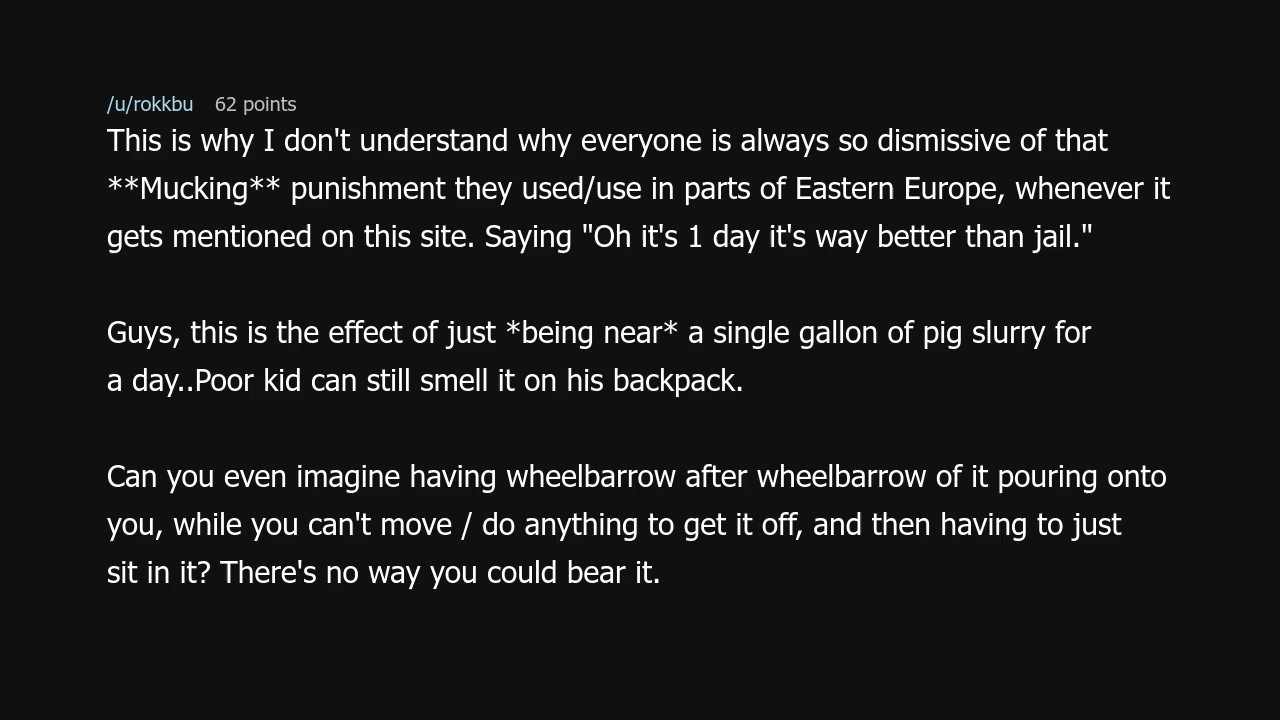 /u/rokkbu 62 points
This is why I don't understand why everyone is always so dismissive of that
**Mucking** punishment they used/use in parts of Eastern Europe, whenever it
gets mentioned on this site. Saying "Oh it's 1 day it's way better than jail."
Guys, this is the effect of just *being near* a single gallon of pig slurry for
a day..Poor kid can still smell it on his backpack.
Can you even imagine having wheelbarrow after wheelbarrow of it pouring onto
you, while you can't move / do anything to get it off, and then having to just
sit in it? There's no way you could bear it.